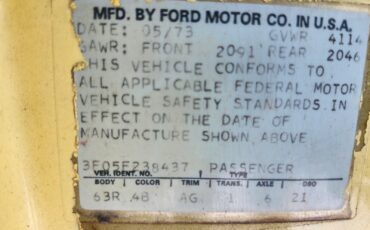 MFD. BY FORD MOTOR CO. IN U.S.A.
DATE: 05/73 GVWR 4114
GAWR: FRONT 2091 REAR 2046
THIS VEHICLE CONFORMS TO
ALL APPLICABLE FEDERAL MOTOR
VEHICLE SAFETY STANDARDS IN
EFFECT ON THE DATE OF
MANUFACTURE SHOWN ABOVE
3F05F238437 PASSENGER
VEH. IDENT. NO. TYPE
BODY COLOR TRIM TRANS. AXLE DSO
63R 4B AG 1 6 21